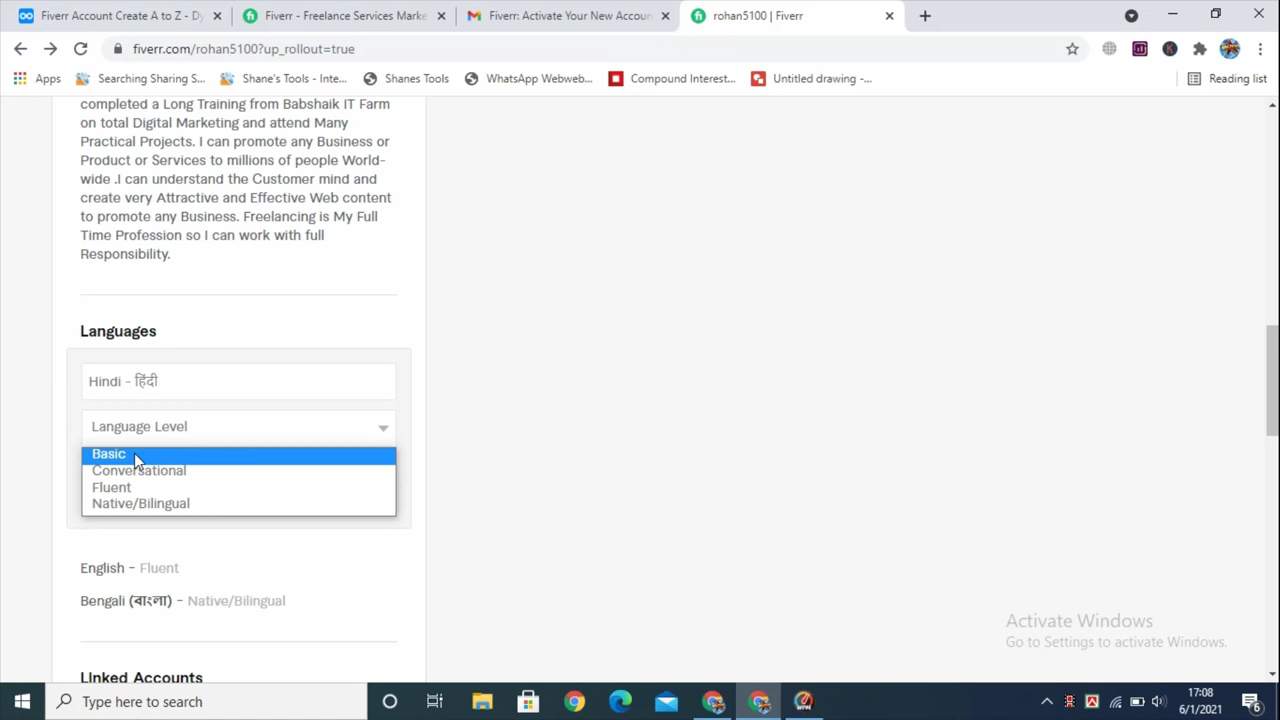 Fiverr Account Create A to Z - Dy
Fiverr - Freelance Services Marke
Fiverr: Activate Your New Accoun
rohan5100 | Fiverr
fiverr.com/rohan5100?up_rollout=true
Apps
Searching Sharing S...
Shane's Tools - Inte...
Shanes Tools
WhatsApp Webweb...
Compound Interest...
Untitled drawing -...
Reading list
completed a Long Training from Babshaik IT Farm
on total Digital Marketing and attend Many
Practical Projects. I can promote any Business or
Product or Services to millions of people World-
wide .I can understand the Customer mind and
create very Attractive and Effective Web content
to promote any Business. Freelancing is My Full
Time Profession so I can work with full
Responsibility.
Languages
Hindi - हिंदी
Language Level
Basic
Conversational
Fluent
Native/Bilingual
English - Fluent
Bengali (বাংলা) - Native/Bilingual
Linked Accounts
Activate Windows
Go to Settings to activate Windows.
Type here to search
17:08
6/1/2021
6